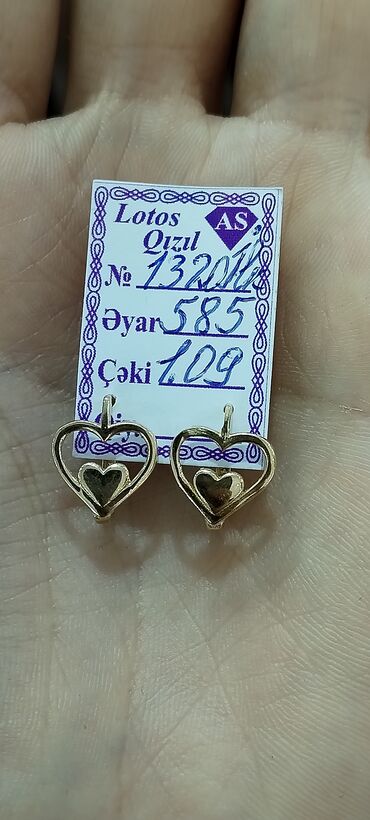 Lotos
Qızıl
AS
№ 1320
Əyar 585
Çəki 1.09